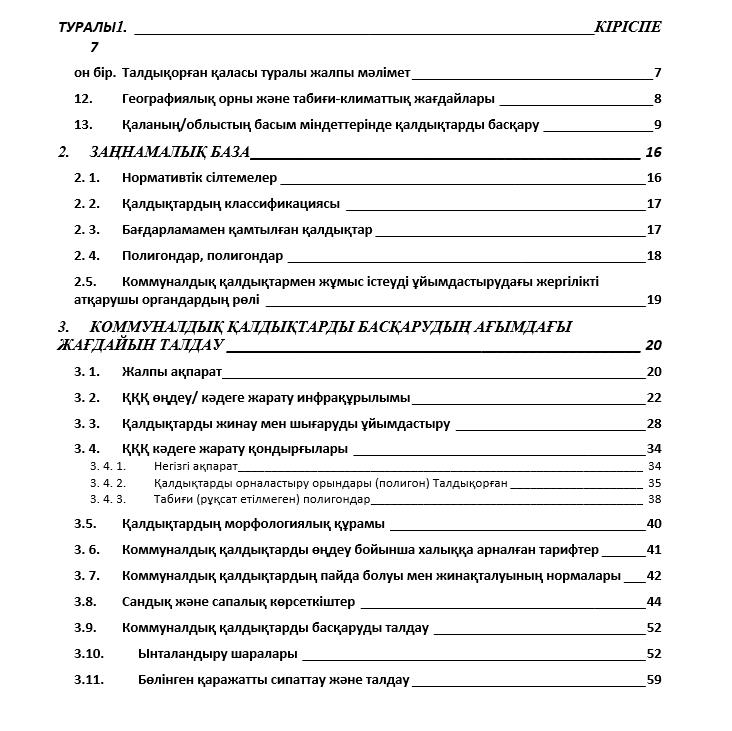 ТУРАЛЫ1. КІРІСПЕ
7
он бір. Талдықорған қаласы туралы жалпы мәлімет 7
12. Географиялық орны және табиғи-климаттық жағдайлары 8
13. Қаланың/облыстың басым міндеттерінде қалдықтарды басқару 9
2. ЗАҢНАМАЛЫҚ БАЗА 16
2. 1. Нормативтік сілтемелер 16
2. 2. Қалдықтардың классификациясы 17
2. 3. Бағдарламамен қамтылған қалдықтар 17
2. 4. Полигондар, полигондар 18
2.5. Коммуналдық қалдықтармен жұмыс істеуді ұйымдастырудағы жергілікті
атқарушы органдардың рөлі 19
3. КОММУНАЛДЫҚ ҚАЛДЫҚТАРДЫ БАСҚАРУДЫҢ АҒЫМДАҒЫ
ЖАҒДАЙЫН ТАЛДАУ 20
3. 1. Жалпы ақпарат 20
3. 2. ҚҚҚ өңдеу/ кәдеге жарату инфрақұрылымы 22
3. 3. Қалдықтарды жинау мен шығаруды ұйымдастыру 28
3. 4. ҚҚҚ кәдеге жарату қондырғылары 34
3. 4. 1. Негізгі ақпарат 34
3. 4. 2. Қалдықтарды орналастыру орындары (полигон) Талдықорған 35
3. 4. 3. Табиғи (рұқсат етілмеген) полигондар 38
3.5. Қалдықтардың морфологиялық құрамы 40
3. 6. Коммуналдық қалдықтарды өңдеу бойынша халыққа арналған тарифтер 41
3. 7. Коммуналдық қалдықтардың пайда болуы мен жинақталуының нормалары 42
3.8. Сандық және сапалық көрсеткіштер 44
3.9. Коммуналдық қалдықтарды басқаруды талдау 52
3.10. Ынталандыру шаралары 52
3.11. Бөлінген қаражатты сипаттау және талдау 59